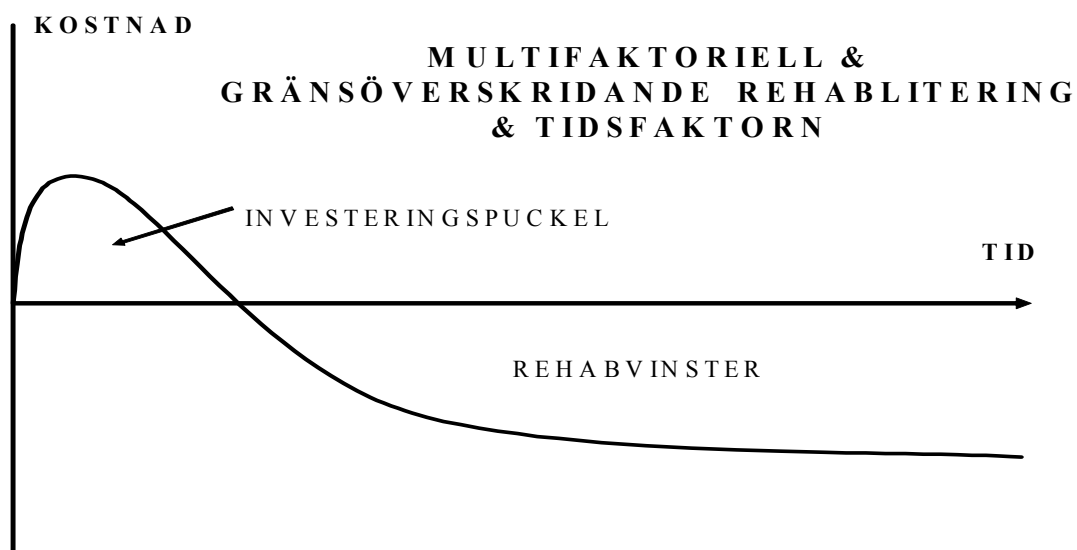 KOSTNAD
MULTIFAKTORIELL &
GRÄNSÖVERSKRIDANDE REHABLITERING
& TIDSFAKTORN
INVESTERINGSPUCKEL
TID
REHABVINSTER